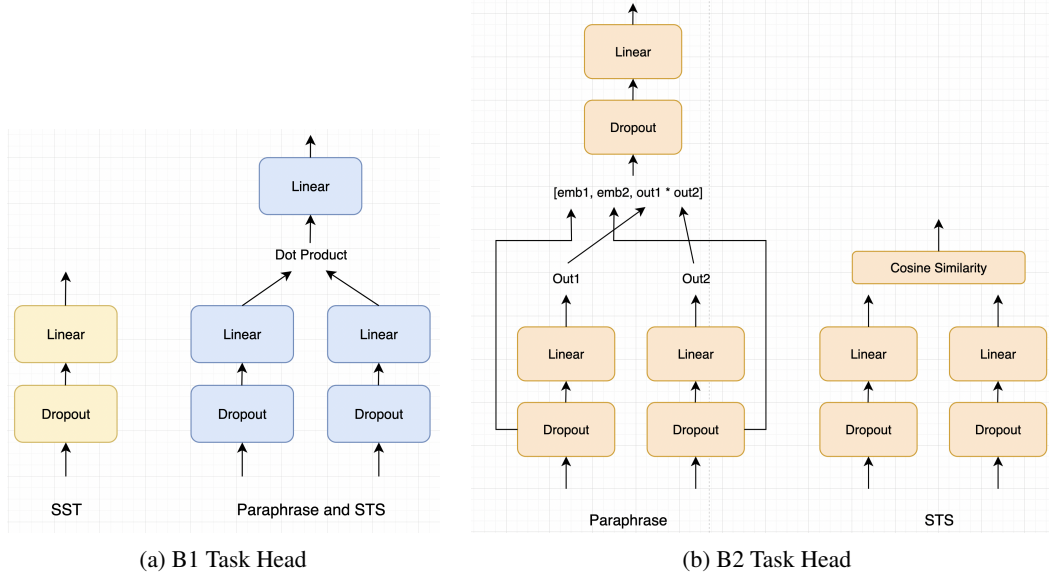 Linear
Dropout
SST
Linear
Dot Product
Linear
Linear
Dropout
Dropout
Paraphrase and STS
(a) B1 Task Head
Linear
Dropout
[emb1, emb2, out1 * out2]
Out1
Out2
Linear
Linear
Dropout
Dropout
Paraphrase
Cosine Similarity
Linear
Linear
Dropout
Dropout
STS
(b) B2 Task Head